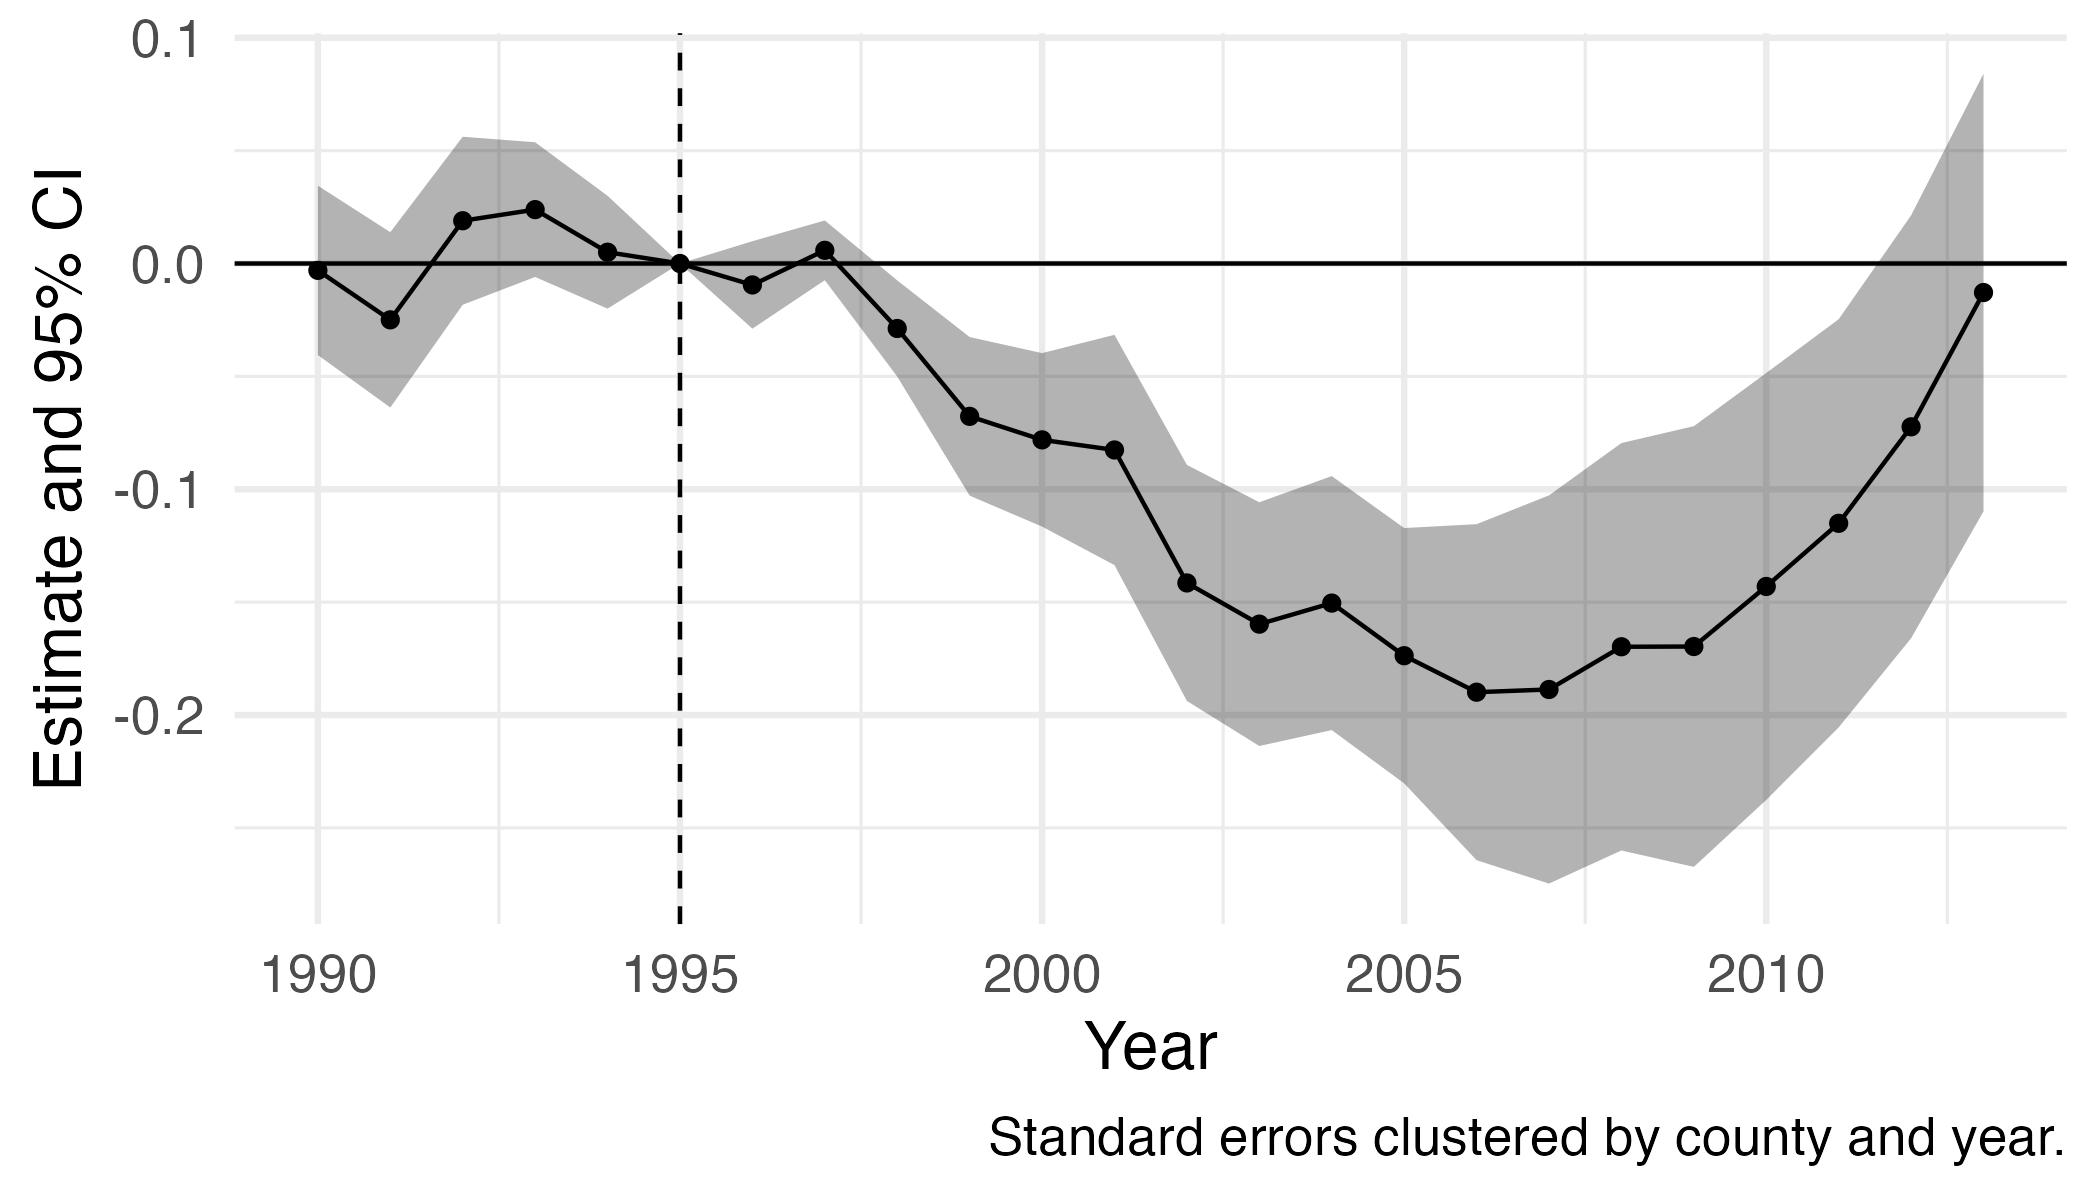 Estimate and 95% CI
0.1
0.0
-0.1
-0.2
1990 1995 2000 2005 2010
Year
Standard errors clustered by county and year.